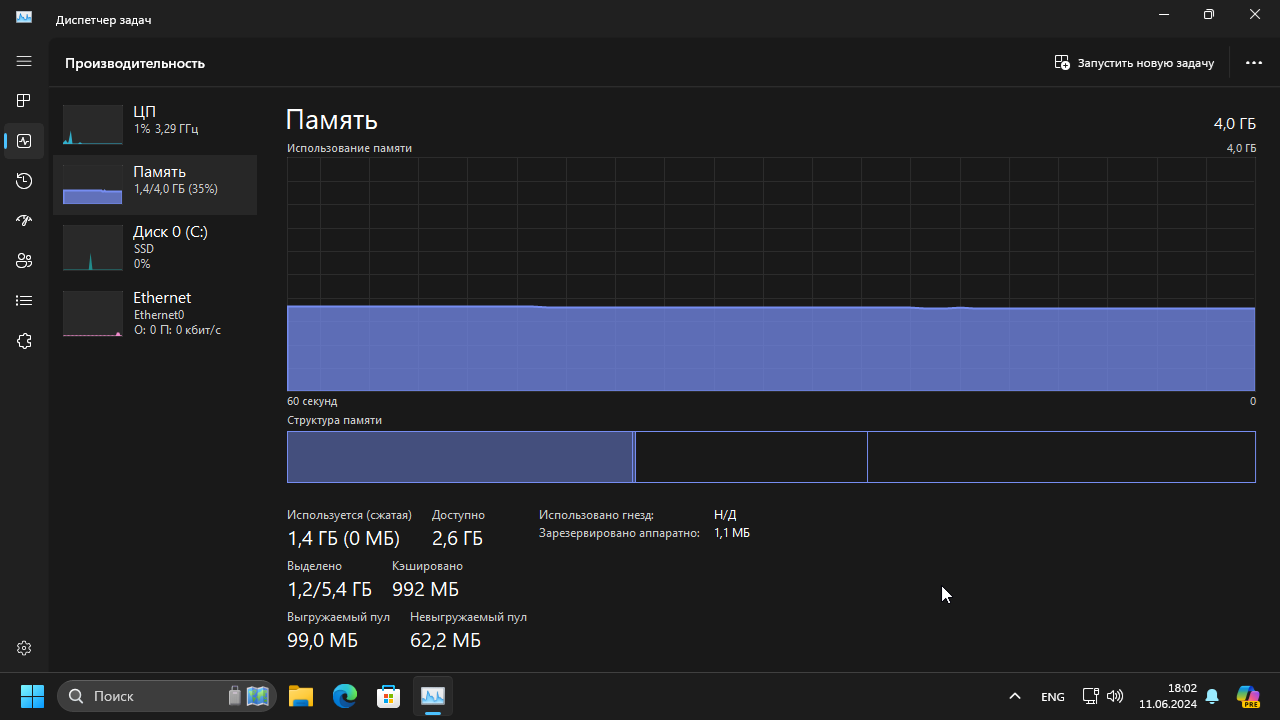 Диспетчер задач
Производительность
Запустить новую задачу
ЦП
1% 3,29 ГГц
Память
1,4/4,0 ГБ (35%)
Диск 0 (C:)
SSD
0%
Ethernet
Ethernet0
О: 0 П: 0 кбит/с
Память
4,0 ГБ
Использование памяти
4,0 ГБ
60 секунд
0
Структура памяти
Используется (сжатая)
1,4 ГБ (0 МБ)
Доступно
2,6 ГБ
Выделено
1,2/5,4 ГБ
Кэшировано
992 МБ
Выгружаемый пул
99,0 МБ
Невыгружаемый пул
62,2 МБ
Использовано гнезд:
Н/Д
Зарезервировано аппаратно:
1,1 МБ
Поиск
ENG
18:02
11.06.2024
PRE